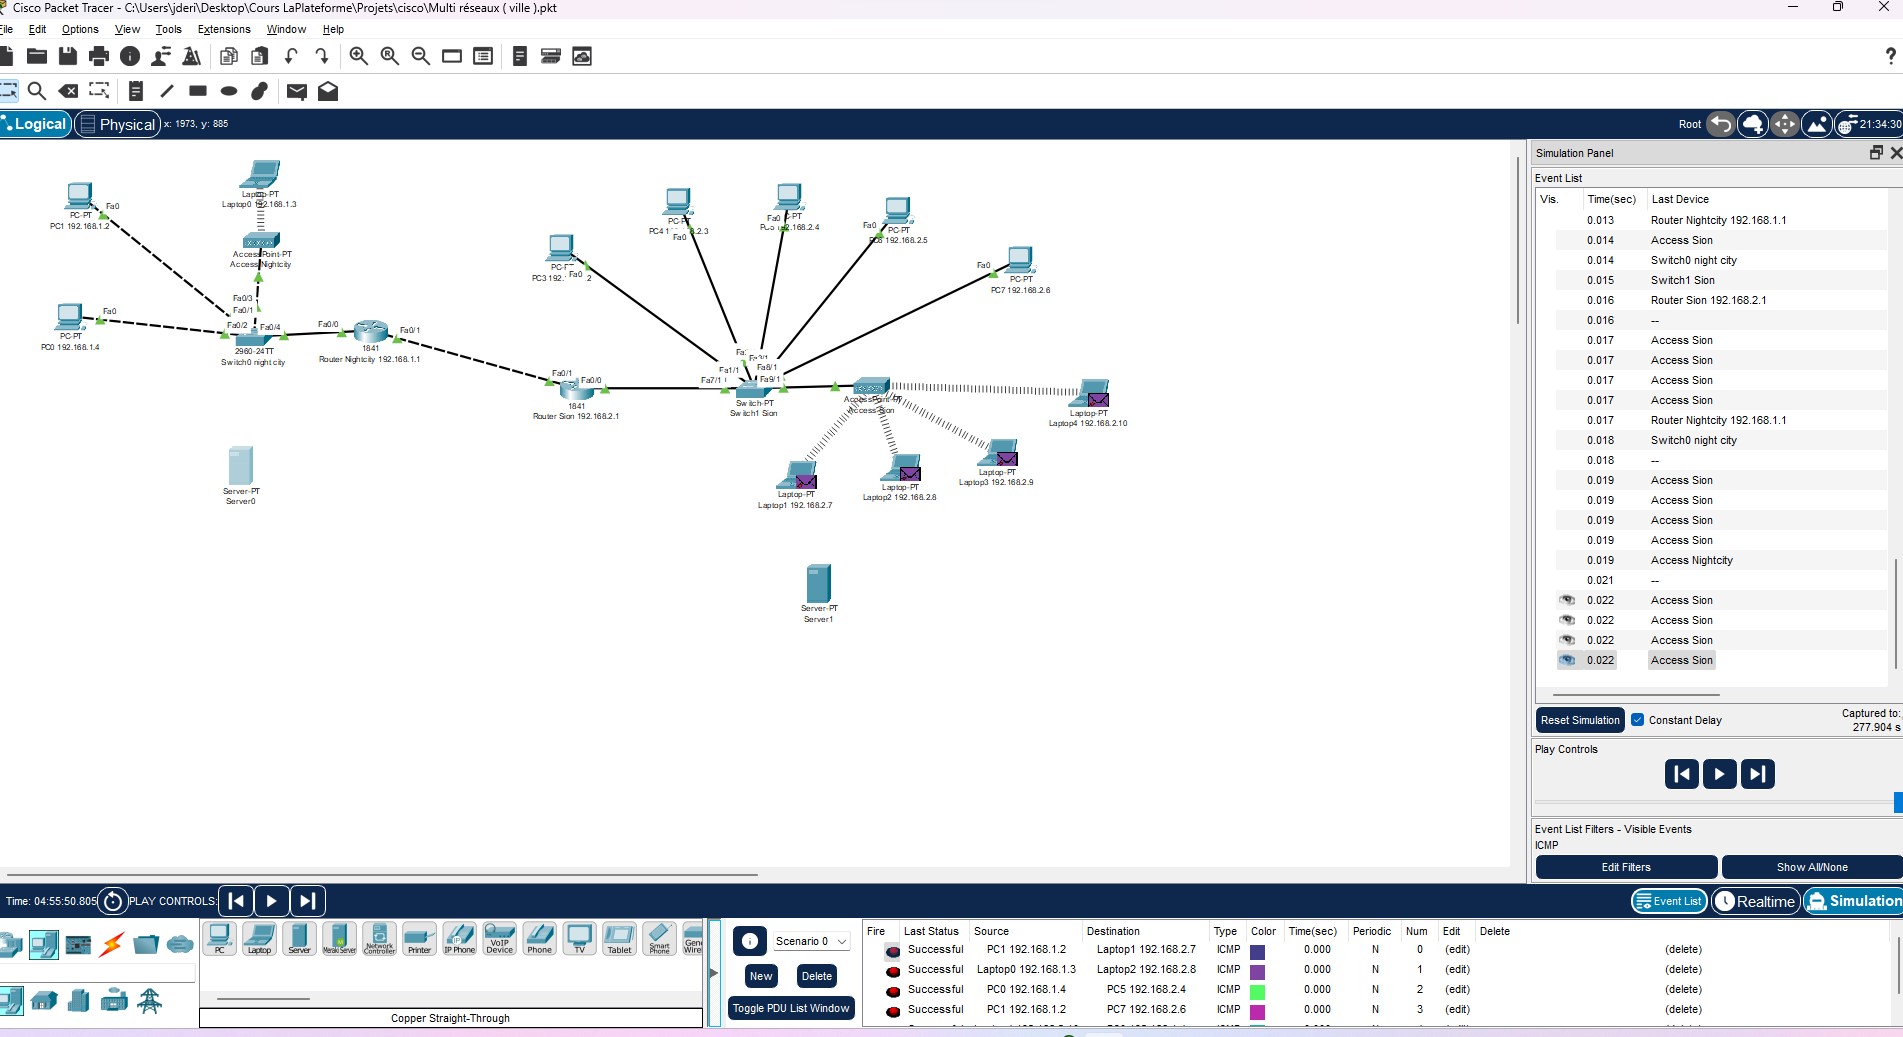 Cisco Packet Tracer - C:\Users\jderi\Desktop\Cours LaPlateforme\Projets\cisco\Multi réseaux ( ville ).pkt
File Edit Options View Tools Extensions Window Help
Logical Physical x: 1973, y: 885
Root 21:34:30
Laptop-PT
Laptop0 192.168.1.3
Fa0
PC-PT
PC1 192.168.1.2
AccessPoint-PT
Access Nightcity
Fa0/3
Fa0/1
Fa0/2
Fa0/4
Fa0
PC-PT
PC0 192.168.1.4
2960-24TT
Switch0 night city
Fa0/0
Fa0/1
1841
Router Nightcity 192.168.1.1
Fa0/1
Fa0/0
1841
Router Sion 192.168.2.1
PC-PT
Fa0
PC3 192.
PC-PT
PC4 1
Fa0
Fa0
PC-PT
Fa0
PC-PT
192.168.2.5
Fa0
PC-PT
PC7 192.168.2.6
Fa1/1
Fa8/1
Fa7/1
Fa9/1
Switch-PT
Switch1 Sion
AccessPoint-PT
Access Sion
Laptop-PT
Laptop4 192.168.2.10
Laptop-PT
Laptop3 192.168.2.9
Laptop-PT
Laptop2 192.168.2.8
Laptop-PT
Laptop1 192.168.2.7
Server-PT
Server0
Server-PT
Server1
Simulation Panel
Event List
Vis. Time(sec) Last Device
0.013 Router Nightcity 192.168.1.1
0.014 Access Sion
0.014 Switch0 night city
0.015 Switch1 Sion
0.016 Router Sion 192.168.2.1
0.016 --
0.017 Access Sion
0.017 Access Sion
0.017 Access Sion
0.017 Access Sion
0.017 Router Nightcity 192.168.1.1
0.018 Switch0 night city
0.018 --
0.019 Access Sion
0.019 Access Sion
0.019 Access Sion
0.019 Access Sion
0.019 Access Nightcity
0.021 --
0.022 Access Sion
0.022 Access Sion
0.022 Access Sion
0.022 Access Sion
Reset Simulation Constant Delay Captured to:
277.904 s
Play Controls
Event List Filters - Visible Events
ICMP
Edit Filters Show All/None
Time: 04:55:50.805 PLAY CONTROLS:
Event List Realtime Simulation
PC Laptop Server MerakiServer Network Controller Printer IP Phone VoIP Device Phone TV Tablet Smart Phone
Copper Straight-Through
Scenario 0
New Delete
Toggle PDU List Window
Fire Last Status Source Destination Type Color Time(sec) Periodic Num Edit Delete
Successful PC1 192.168.1.2 Laptop1 192.168.2.7 ICMP 0.000 N 0 (edit) (delete)
Successful Laptop0 192.168.1.3 Laptop2 192.168.2.8 ICMP 0.000 N 1 (edit) (delete)
Successful PC0 192.168.1.4 PC5 192.168.2.4 ICMP 0.000 N 2 (edit) (delete)
Successful PC1 192.168.1.2 PC7 192.168.2.6 ICMP 0.000 N 3 (edit) (delete)